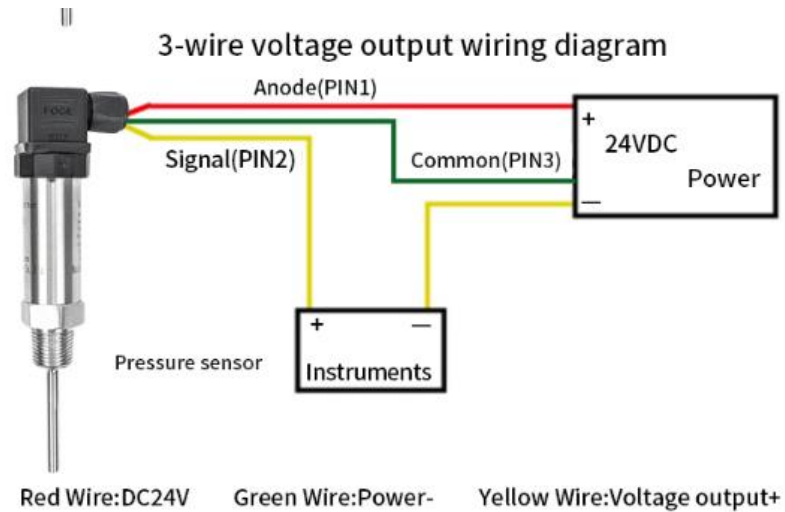 3-wire voltage output wiring diagram
Anode(PIN1)
+
24VDC
Signal(PIN2)
Common(PIN3)
Power
—
+ —
Pressure sensor
Instruments
Red Wire:DC24V Green Wire:Power- Yellow Wire:Voltage output+